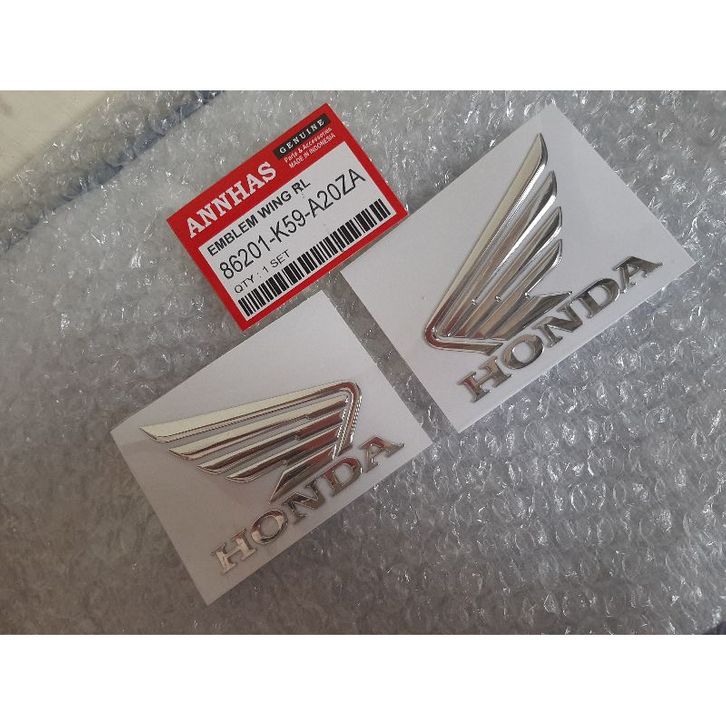 ANNHAS
GENUINE
Parts & Accessories
MADE IN INDONESIA
EMBLEM WING RL
86201-K59-A20ZA
QTY : 1 SET
HONDA
HONDA